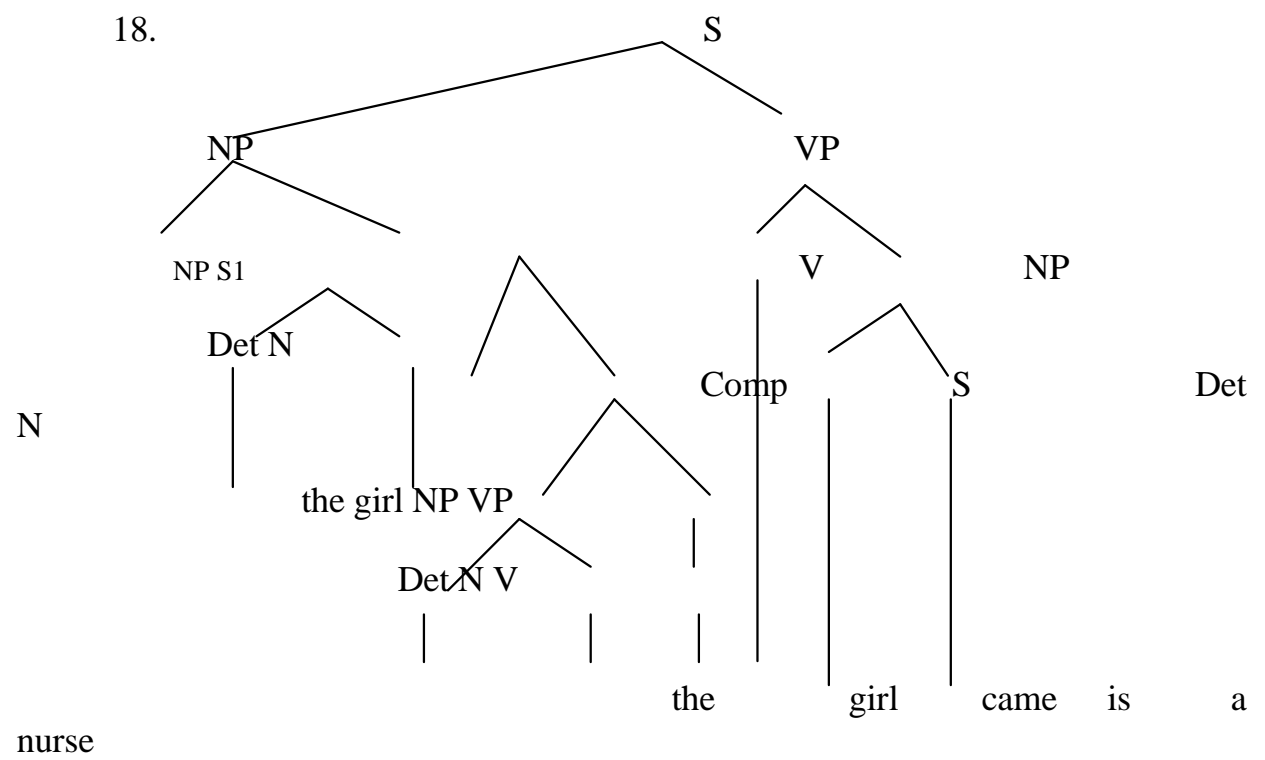 18. S
NP VP
NP S1 V NP
Det N
Comp S Det
N
the girl NP VP
Det N V
the girl came is a
nurse